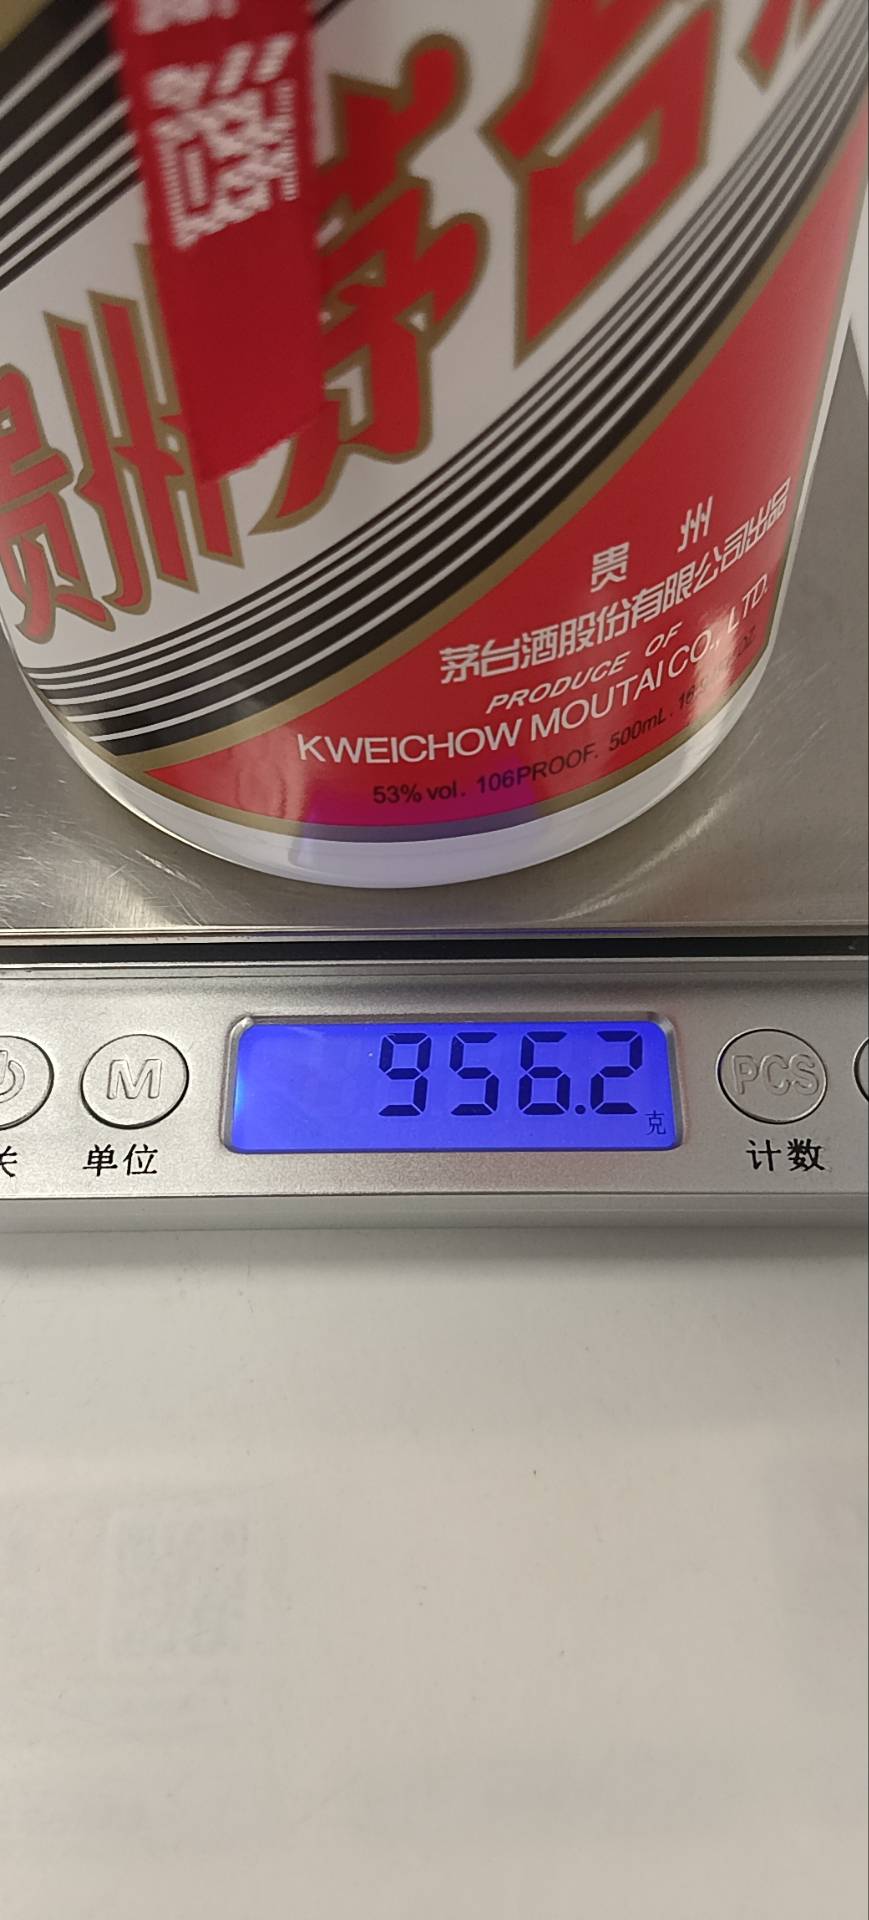 贵州茅台
贵 州
茅台酒股份有限公司出品
PRODUCE OF
KWEICHOW MOUTAI CO., LTD.
53% vol. 106PROOF. 500mL.
956.2
克
M
PCS
关
单位
计数